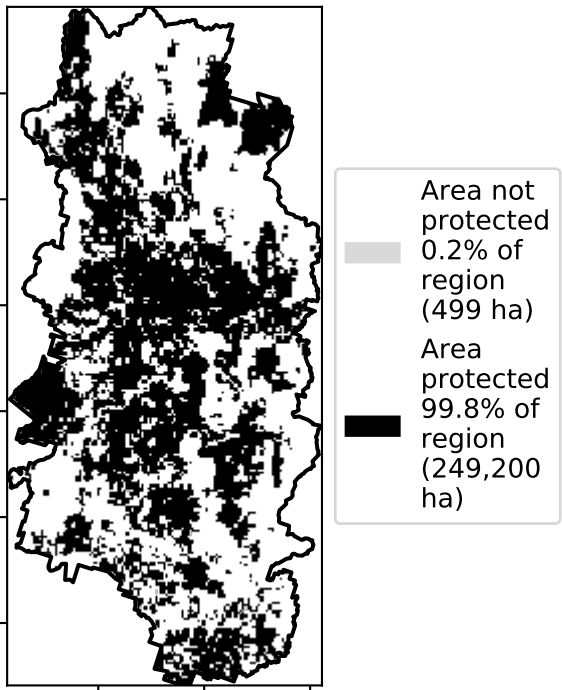 Area not
protected
0.2% of
region
(499 ha)
Area
protected
99.8% of
region
(249,200
ha)